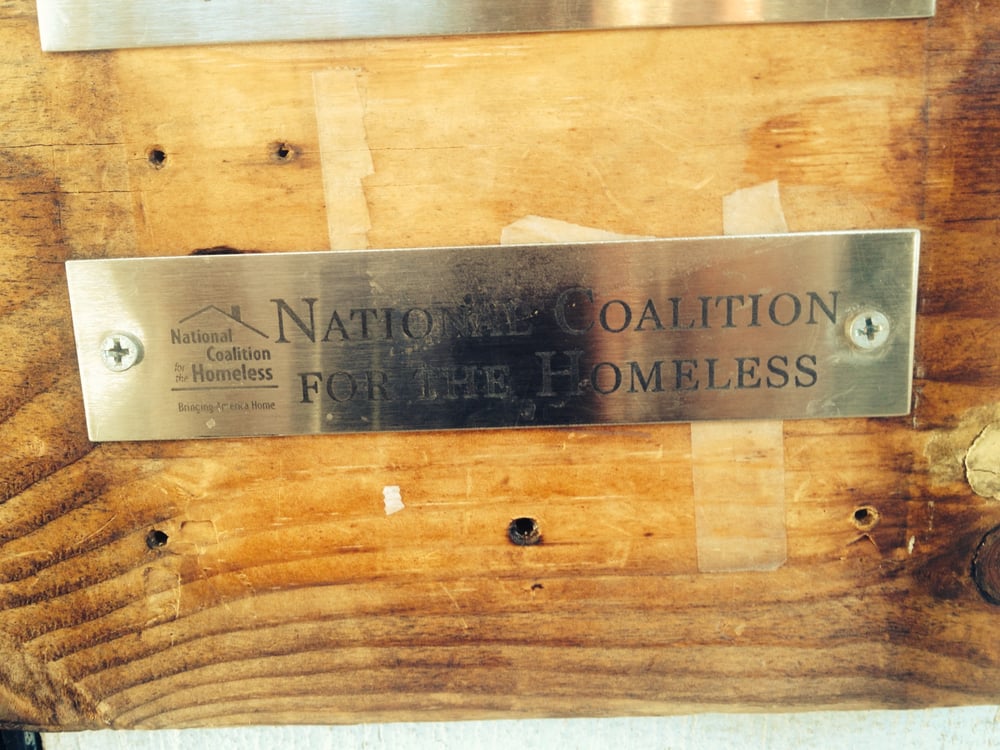 National
Coalition
for
the Homeless
Bringing America Home
NATIONAL COALITION
FOR THE HOMELESS